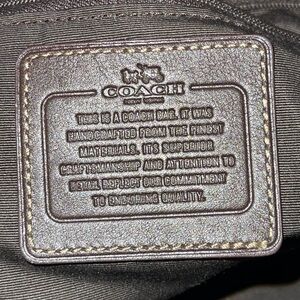 COACH
NEW YORK
THIS IS A COACH BAG. IT WAS
HANDCRAFTED FROM THE FINEST
MATERIALS. IT'S SUPERIOR
CRAFTSMANSHIP AND ATTENTION TO
DETAIL REFLECT OUR COMMITMENT
TO ENDURING QUALITY.